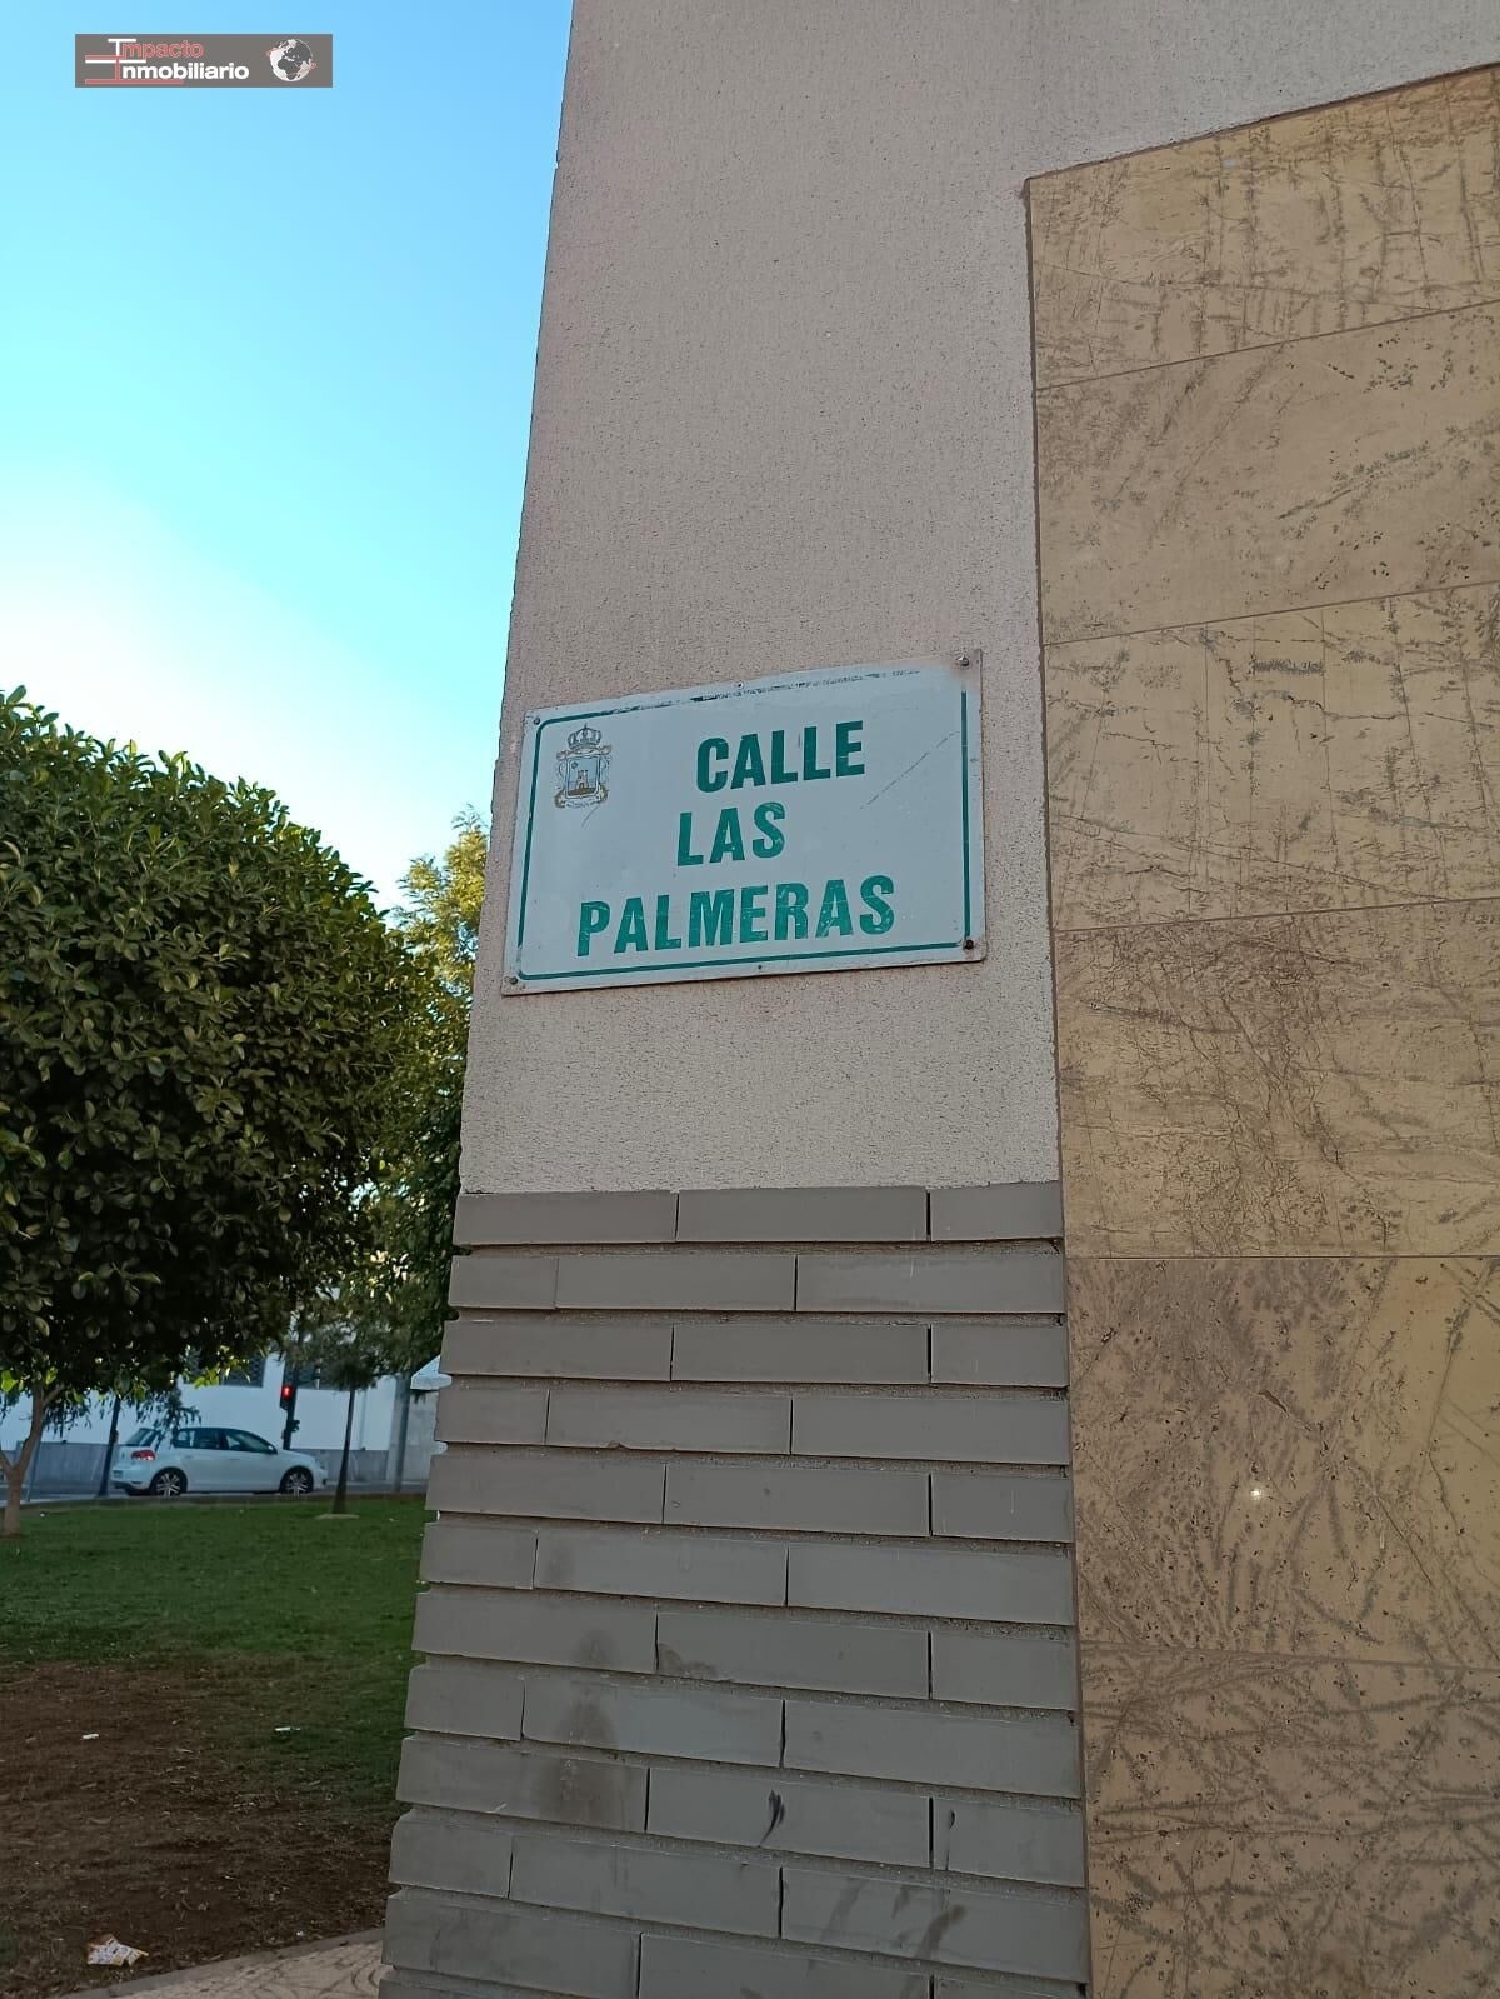 Impacto
Inmobiliario
CALLE
LAS
PALMERAS